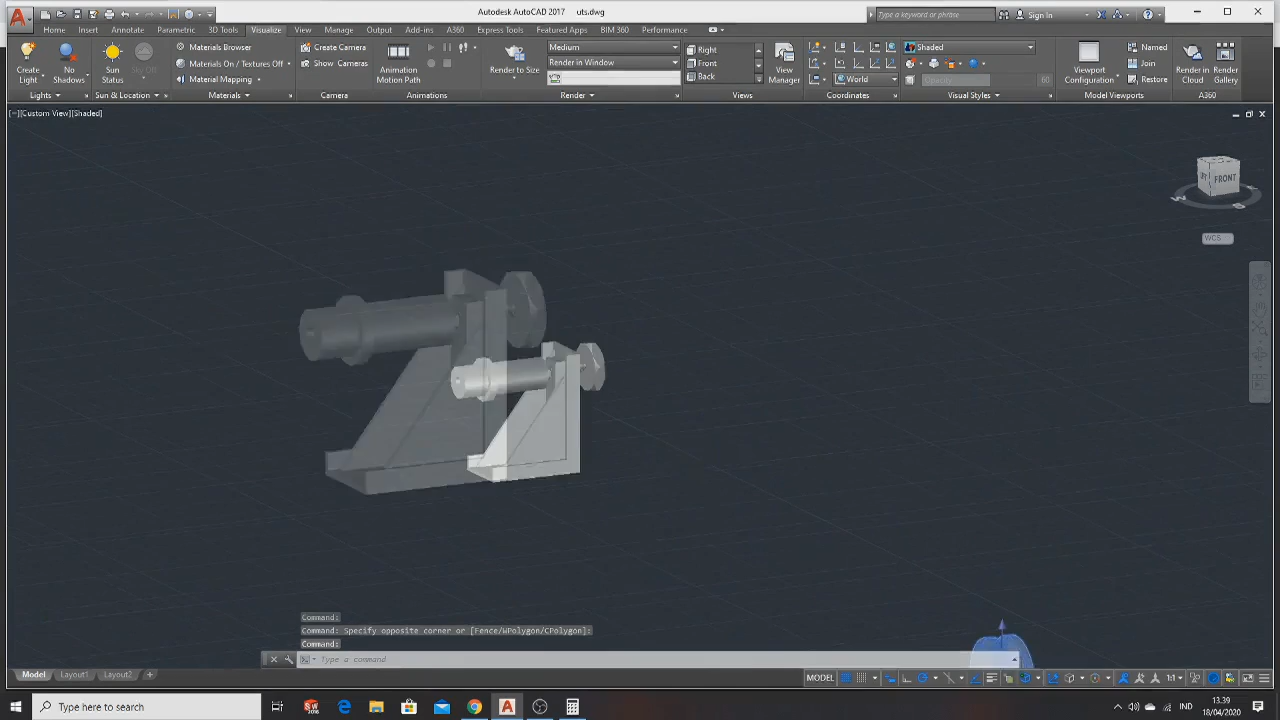 Autodesk AutoCAD 2017 uts.dwg
Type a keyword or phrase
Sign In
Home Insert Annotate Parametric 3D Tools Visualize View Manage Output Add-ins A360 Express Tools Featured Apps BIM 360 Performance
Create Light
No Shadows
Sun Status
Sky Off
Materials Browser
Materials On / Textures Off
Material Mapping
Create Camera
Show Cameras
Animation Motion Path
Render to Size
Medium
Render in Window
Right
Front
Back
View Manager
World
Shaded
Opacity 60
Viewport Configuration
Named
Join
Restore
Render in Cloud
Render Gallery
Lights
Sun & Location
Materials
Camera
Animations
Render
Views
Coordinates
Visual Styles
Model Viewports
A360
[−][Custom View][Shaded]
FRONT
WCS
Command:
Command: Specify opposite corner or [Fence/WPolygon/CPolygon]:
Command:
Type a command
Model Layout1 Layout2 +
MODEL
1:1
Type here to search
IND
13.39
18/04/2020